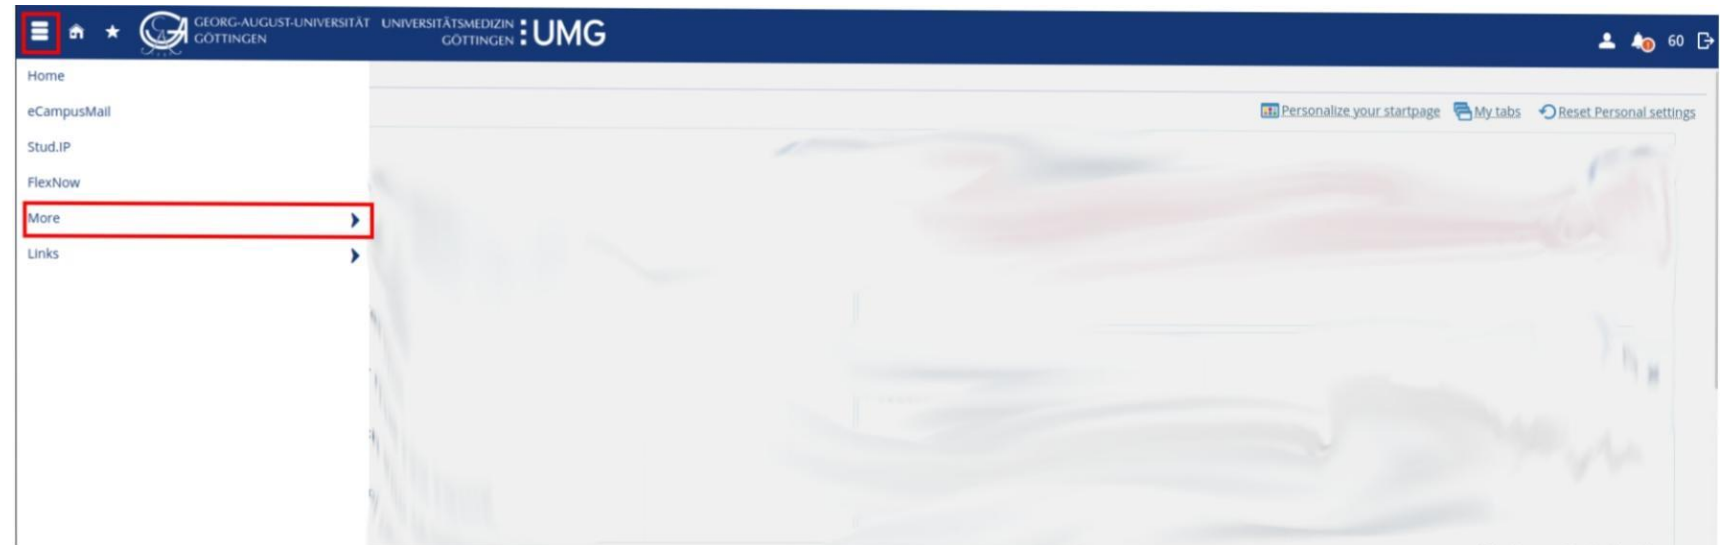 GEORG-AUGUST-UNIVERSITÄT
GÖTTINGEN
UNIVERSITÄTSMEDIZIN
GÖTTINGEN
:UMG
60
Home
eCampusMail
Stud.IP
FlexNow
More
Links
Personalize your startpage
My tabs
Reset Personal settings